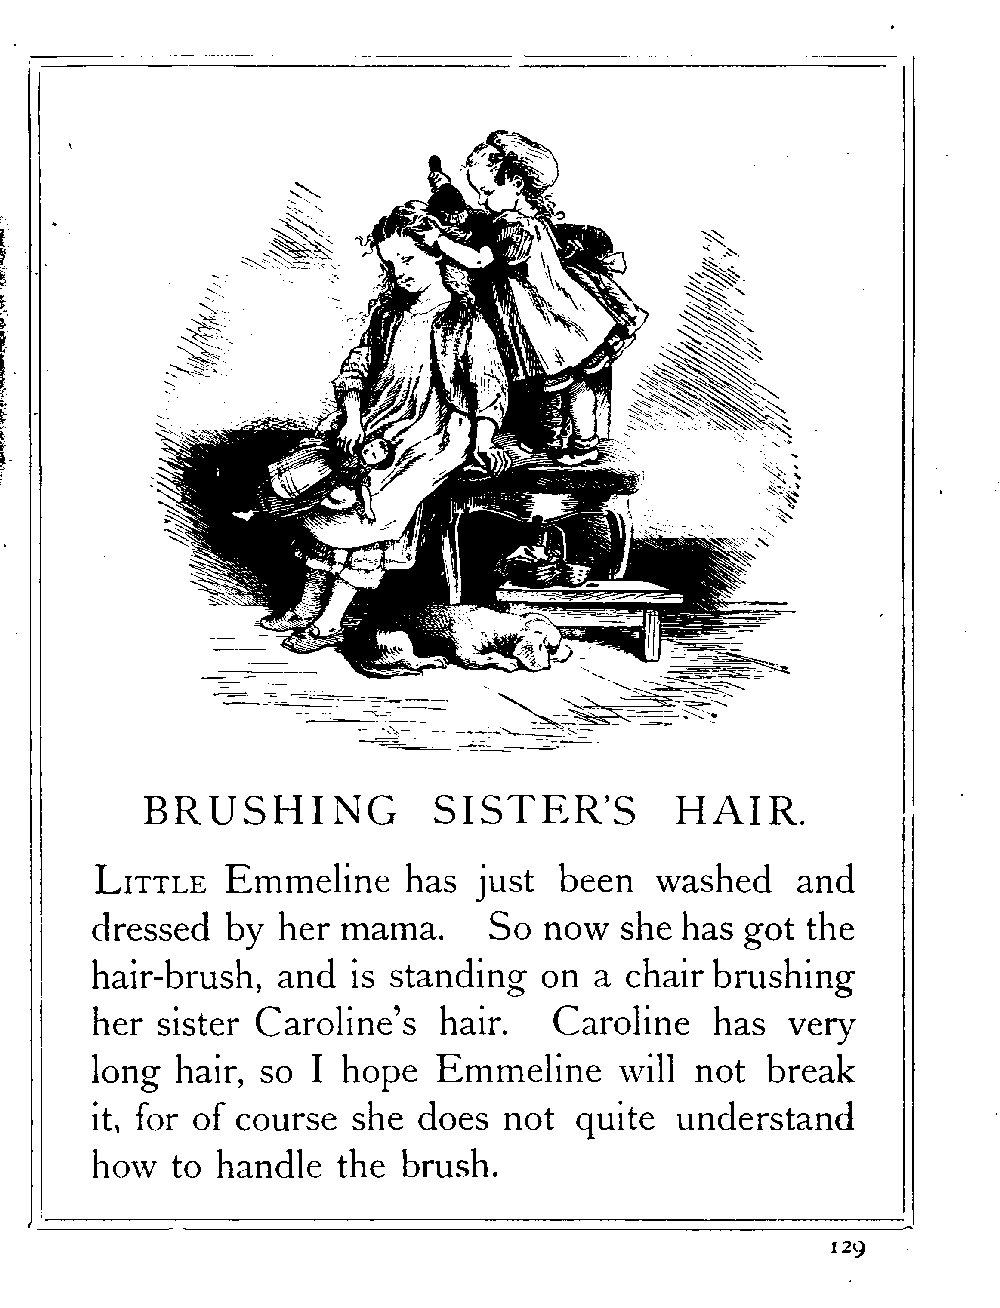 BRUSHING SISTER'S HAIR.
LITTLE Emmeline has just been washed and
dressed by her mama. So now she has got the
hair-brush, and is standing on a chair brushing
her sister Caroline's hair. Caroline has very
long hair, so I hope Emmeline will not break
it, for of course she does not quite understand
how to handle the brush.
129